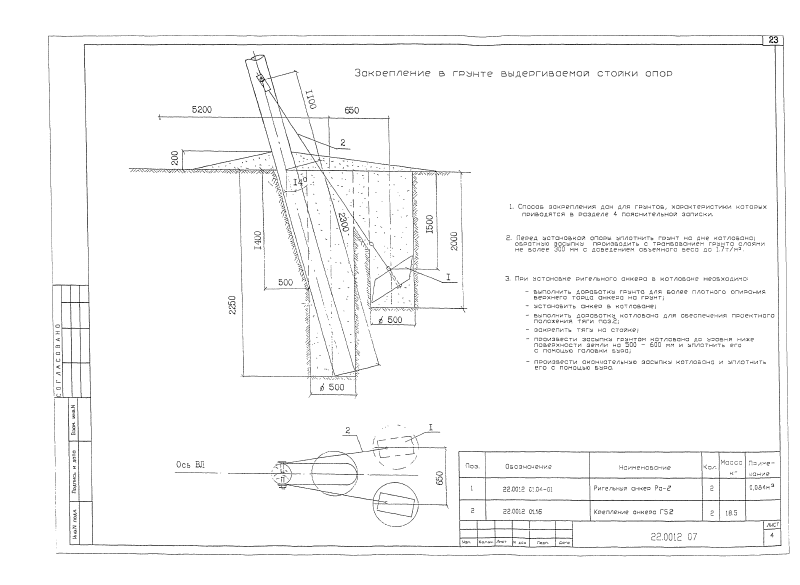 23
Закрепление в грунте выдергиваемой стойки опор
5200
650
1100
2
200
14°
1400
2300
1500
2000
1
500
2250
ø 500
ø 500
1. Способ закрепления дан для грунтов, характеристики которых
приводятся в разделе 4 пояснительной записки.
2. Перед установкой опоры уплотнить грунт на дне котлована;
обратную засыпку производить с трамбованием грунта слоями
не более 300 мм с доведением объемного веса до 1.7т/м³
3. При установке ригельного анкера в котловане необходимо:
- выполнить доработку грунта для более плотного опирания
верхнего торца анкера на грунт;
- установить анкер в котловане;
- выполнить доработку котлована для обеспечения проектного
положения тяги поз.2;
- закрепить тягу на стойке;
- произвести засыпку грунтом котлована до уровня ниже
поверхности земли на 500 - 600 мм и уплотнить его
с помощью головки бура;
- произвести окончательную засыпку котлована и уплотнить
его с помощью бура.
СОГЛАСОВАНО
Взам. инв.N
Подпись и дата
Инв.N подл.
Ось ВЛ
2
1
650
Поз. Обозначение Наименование Кол. Масса кг Примечание
1 22.0012 01.04-01 Ригельный анкер Ра-2 2 0,084м³
2 22.0012 01.16 Крепление анкера Г52 2 18.5
Изм. Кол.уч Лист N док Подп. Дата
22.0012 07
ЛИСТ
4